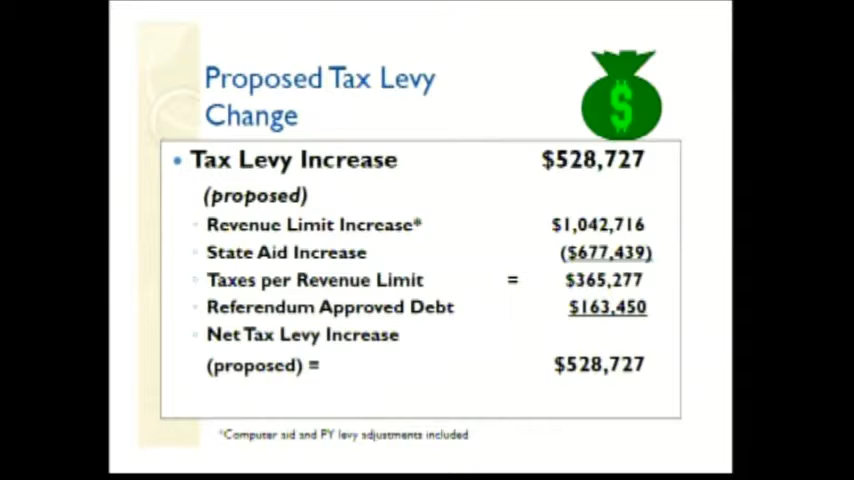 Proposed Tax Levy
Change
$
• Tax Levy Increase $528,727
(proposed)
Revenue Limit Increase* $1,042,716
State Aid Increase ($677,439)
Taxes per Revenue Limit = $365,277
Referendum Approved Debt $163,450
Net Tax Levy Increase
(proposed) = $528,727
*Computer aid and PY levy adjustments included